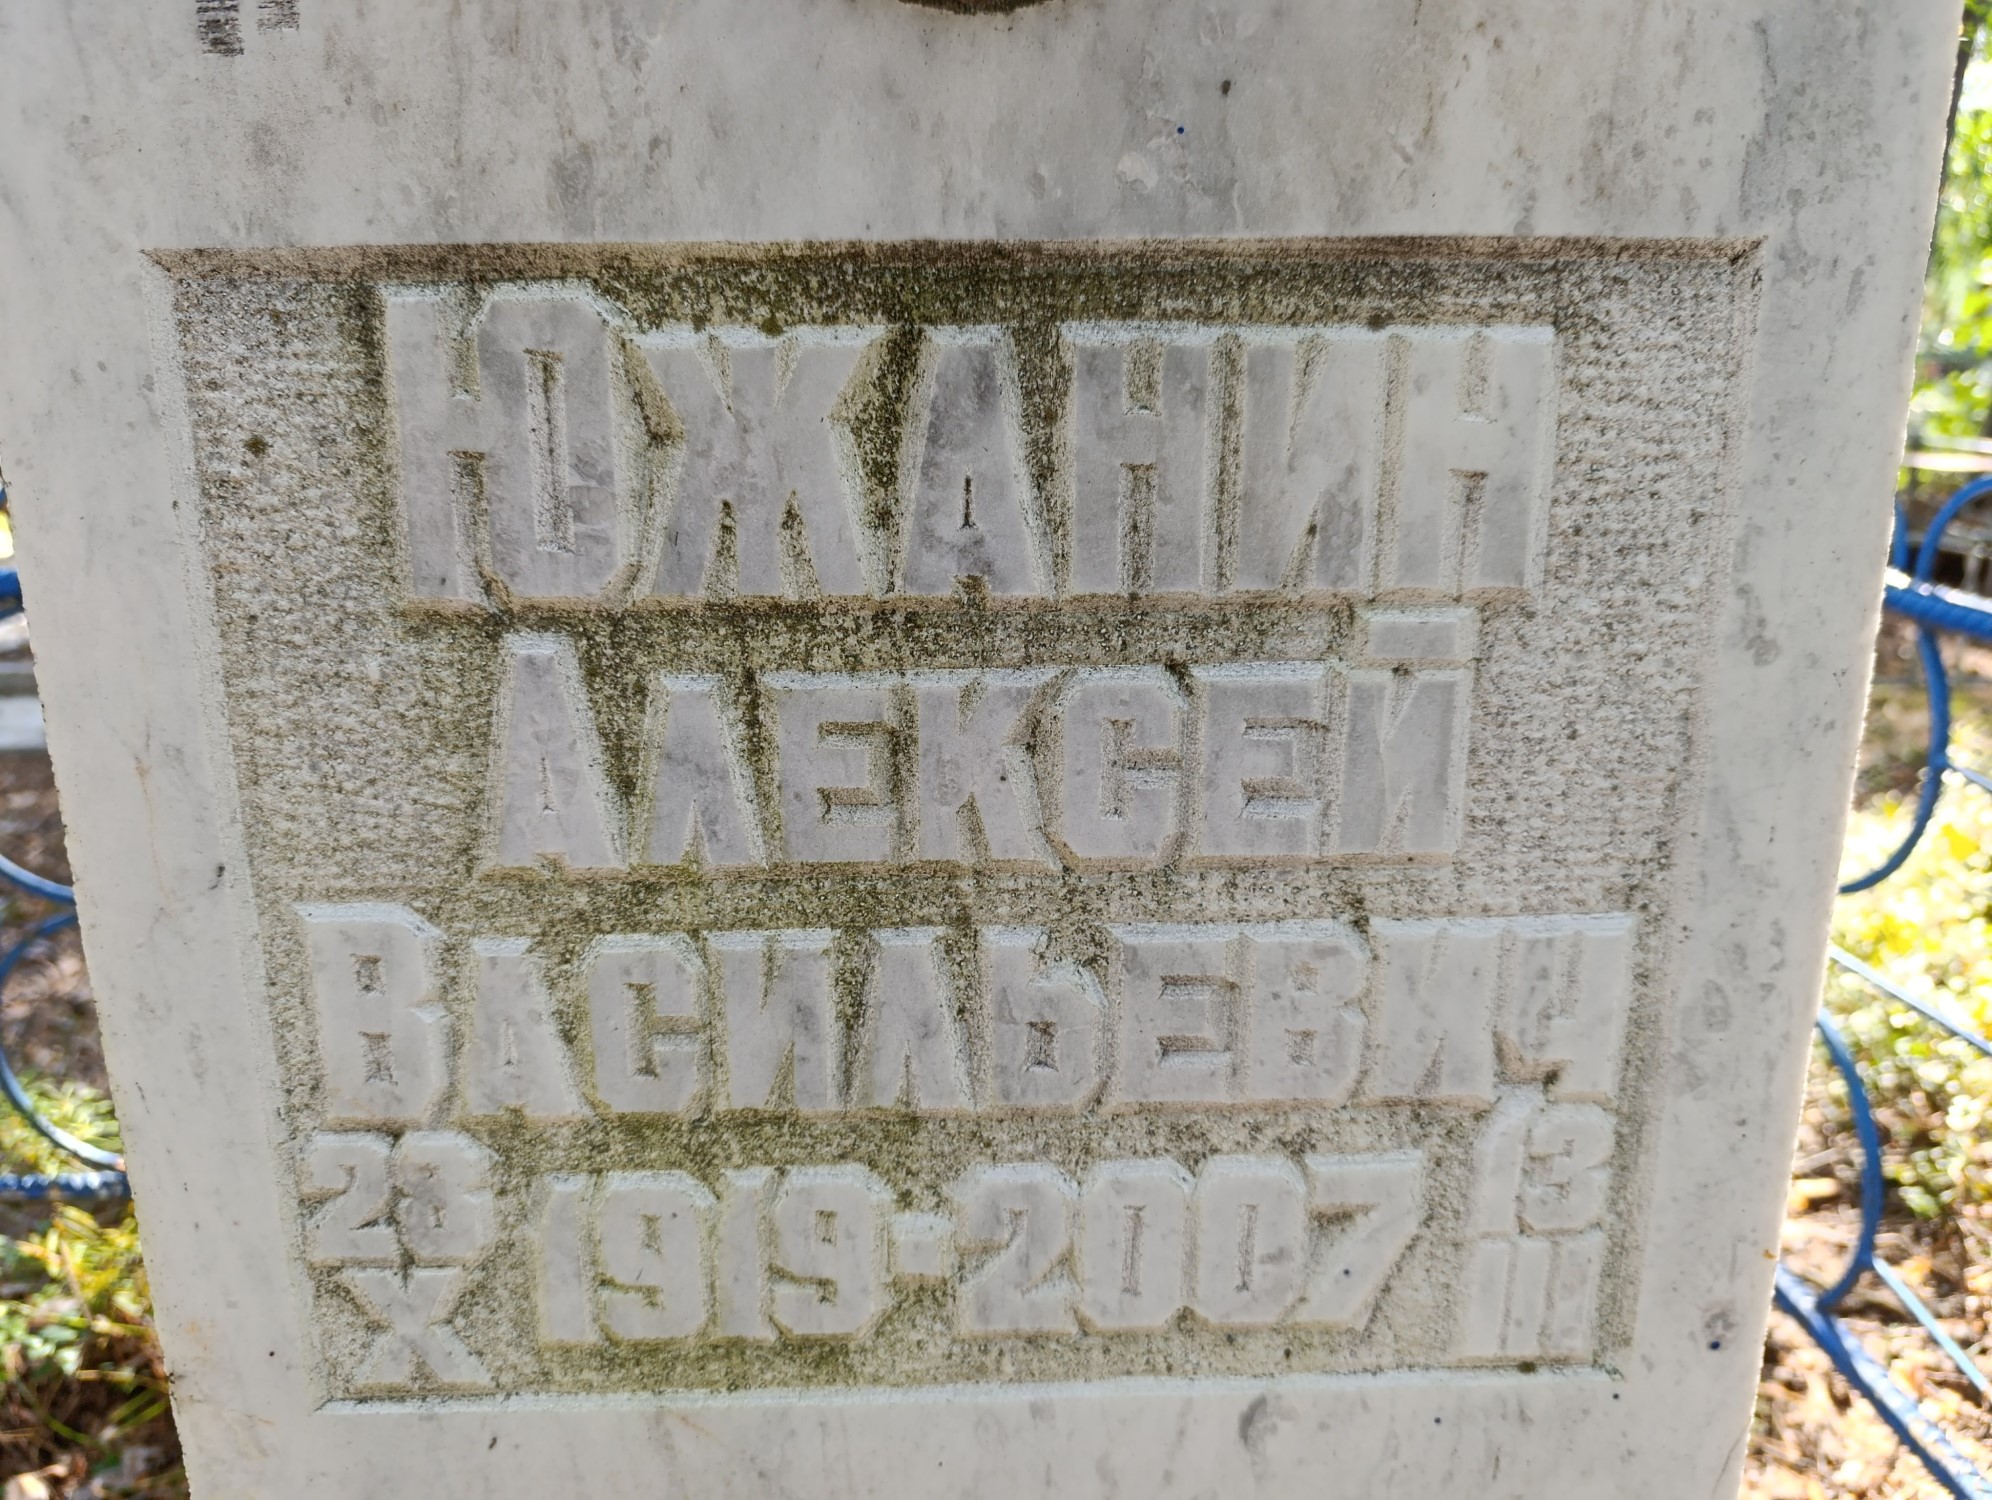 Южанин
Алексей
Васильевич
28 X 1919-2007 13 II